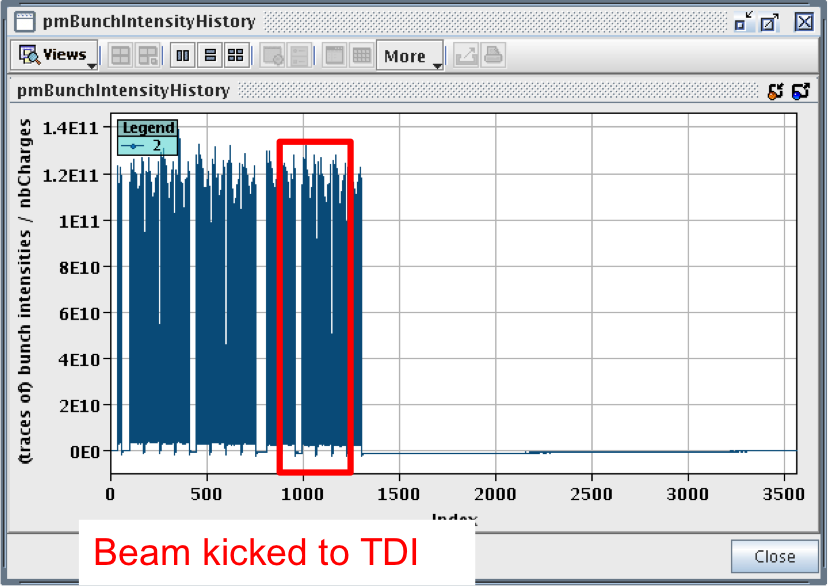 pmBunchIntensityHistory
Views
More
pmBunchIntensityHistory
(traces of) bunch intensities / nbCharges
1.4E11
1.2E11
1E11
8E10
6E10
4E10
2E10
0E0
Legend
2
0
500
1000
1500
2000
2500
3000
3500
Index
Beam kicked to TDI
Close